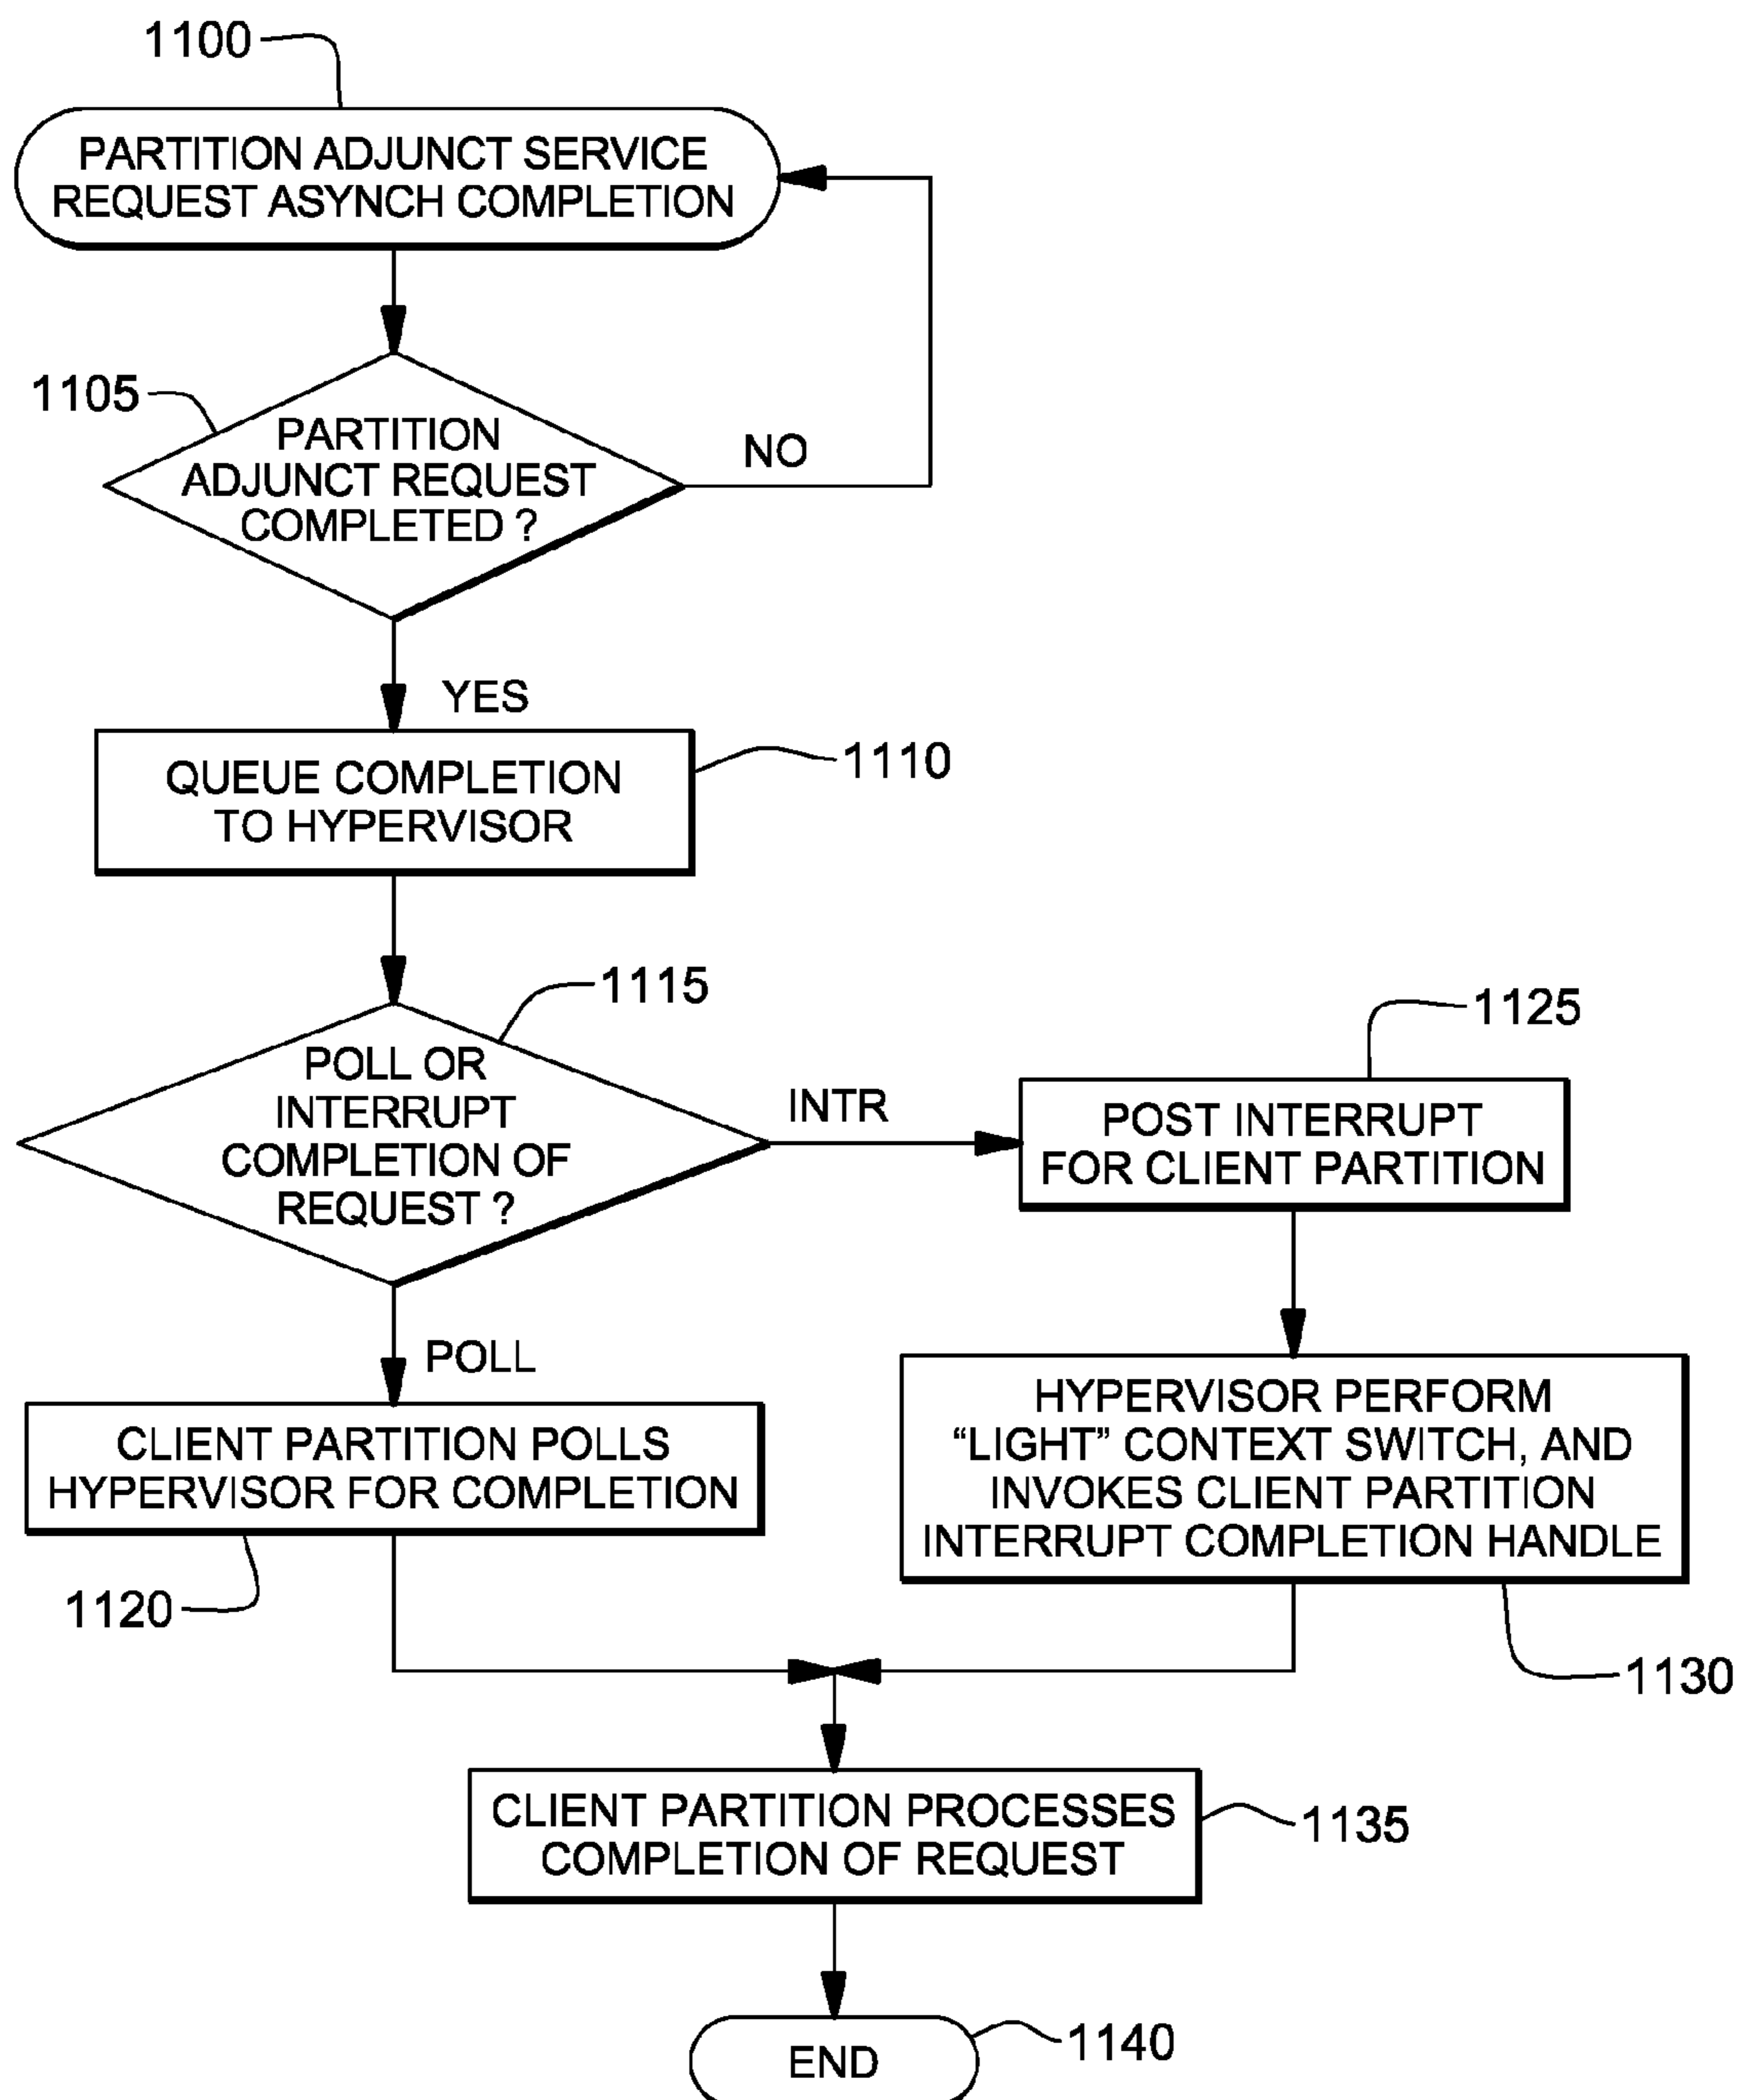 1100
PARTITION ADJUNCT SERVICE
REQUEST ASYNCH COMPLETION
1105
PARTITION
ADJUNCT REQUEST
COMPLETED ?
NO
YES
QUEUE COMPLETION
TO HYPERVISOR
1110
1115
POLL OR
INTERRUPT
COMPLETION OF
REQUEST ?
INTR
1125
POST INTERRUPT
FOR CLIENT PARTITION
POLL
CLIENT PARTITION POLLS
HYPERVISOR FOR COMPLETION
1120
HYPERVISOR PERFORM
“LIGHT” CONTEXT SWITCH, AND
INVOKES CLIENT PARTITION
INTERRUPT COMPLETION HANDLE
1130
CLIENT PARTITION PROCESSES
COMPLETION OF REQUEST
1135
END
1140